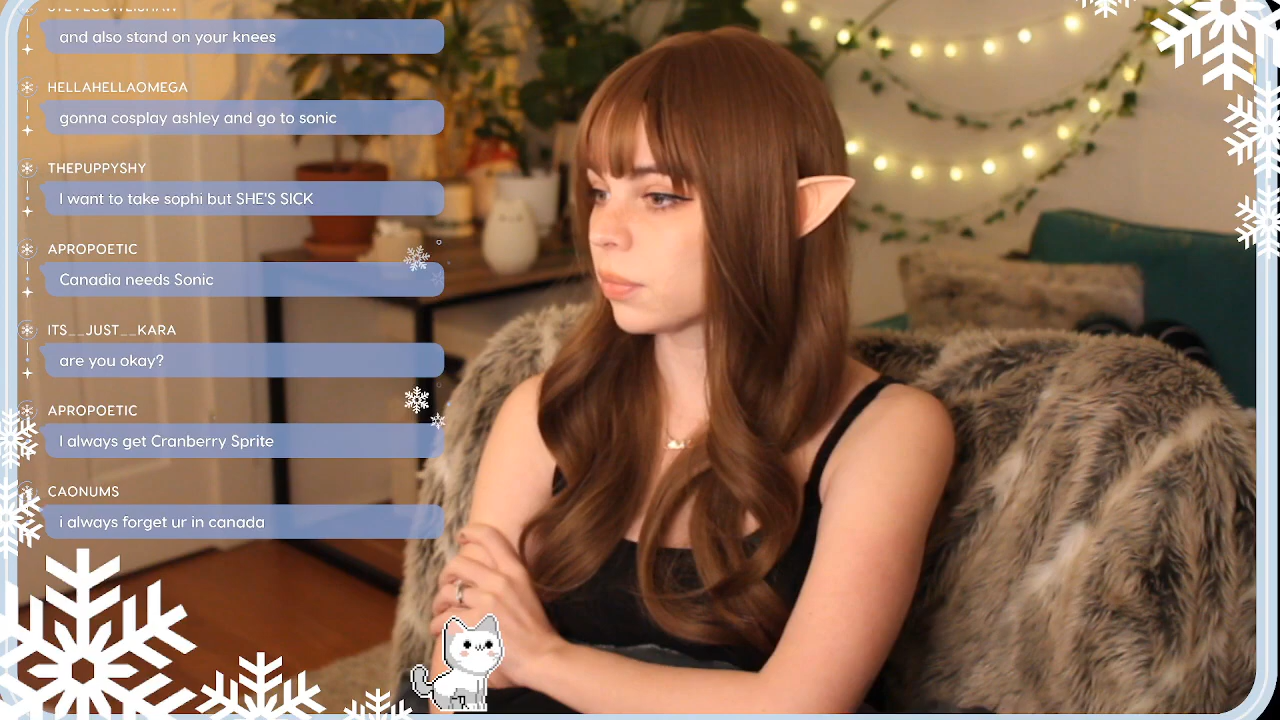 STEVECOWEISHAW
and also stand on your knees
HELLAHELLAOMEGA
gonna cosplay ashley and go to sonic
THEPUPPYSHY
I want to take sophi but SHE'S SICK
APROPOETIC
Canadia needs Sonic
ITS__JUST__KARA
are you okay?
APROPOETIC
I always get Cranberry Sprite
CAONUMS
i always forget ur in canada